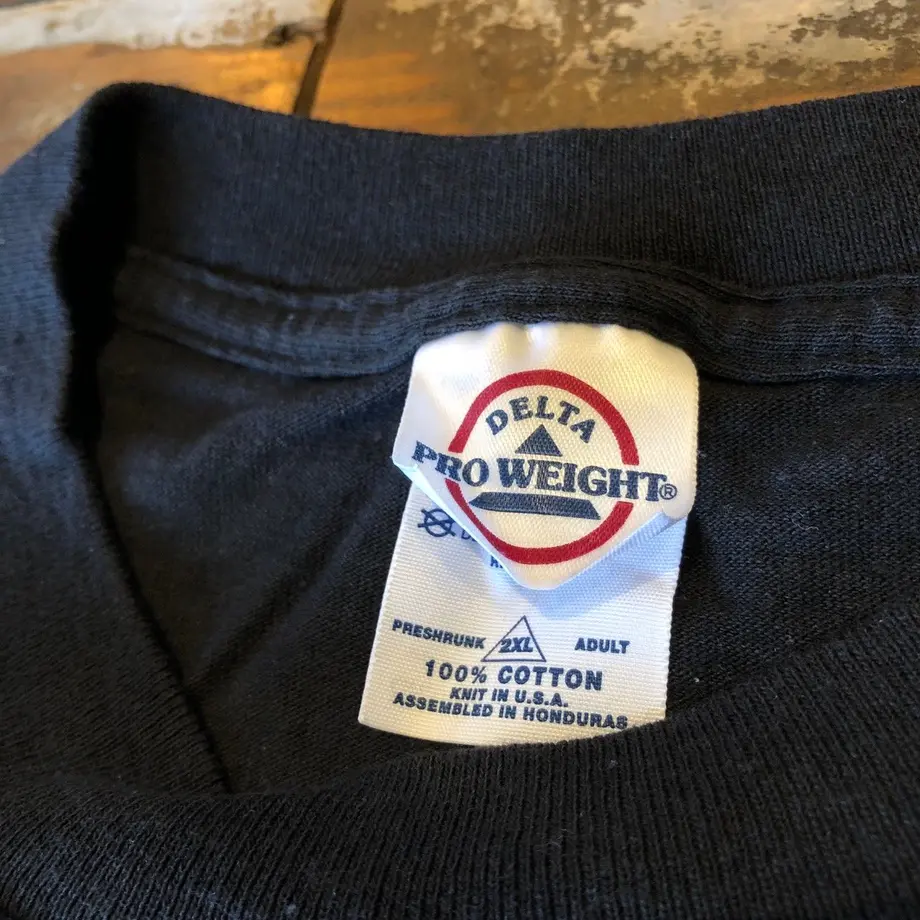 DELTA
PRO WEIGHT®
PRESHRUNK 2XL ADULT
100% COTTON
KNIT IN U.S.A.
ASSEMBLED IN HONDURAS